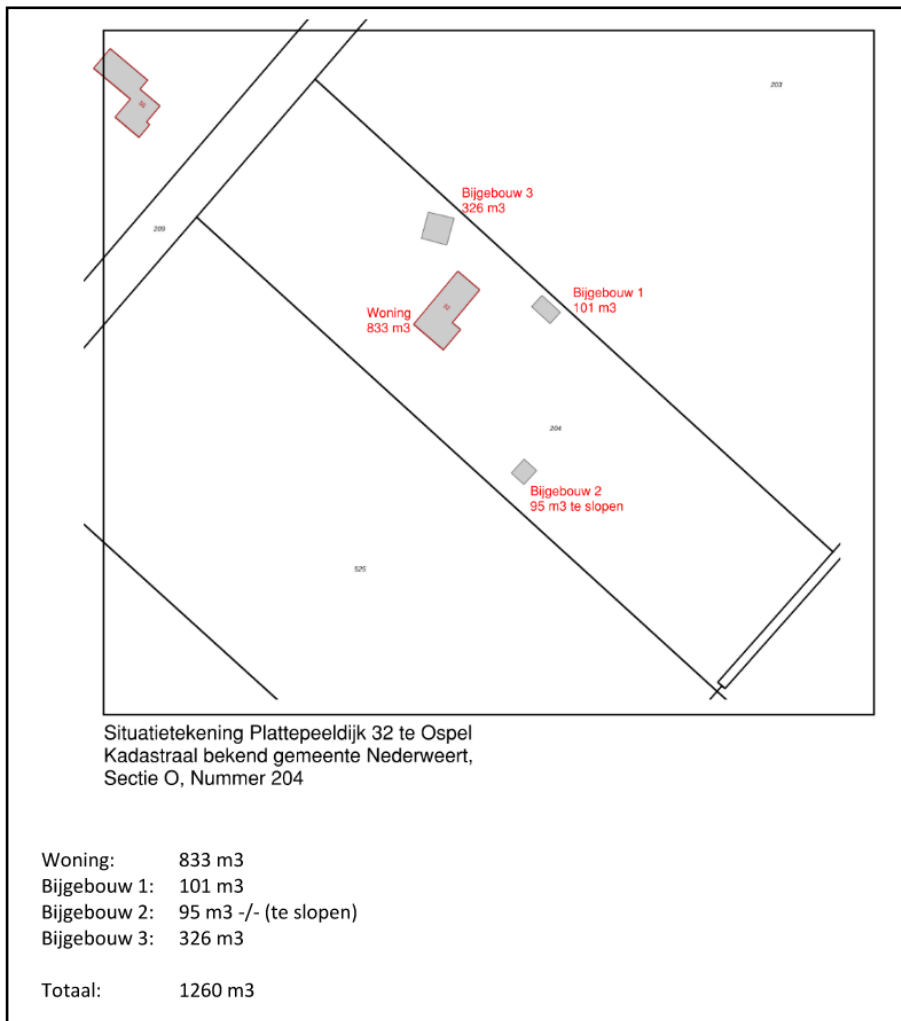 203
Bijgebouw 3
326 m3
209
Bijgebouw 1
101 m3
32
Woning
833 m3
204
Bijgebouw 2
95 m3 te slopen
525
Situatietekening Plattepeeldijk 32 te Ospel
Kadastraal bekend gemeente Nederweert,
Sectie O, Nummer 204
Woning: 833 m3
Bijgebouw 1: 101 m3
Bijgebouw 2: 95 m3 -/- (te slopen)
Bijgebouw 3: 326 m3
Totaal: 1260 m3